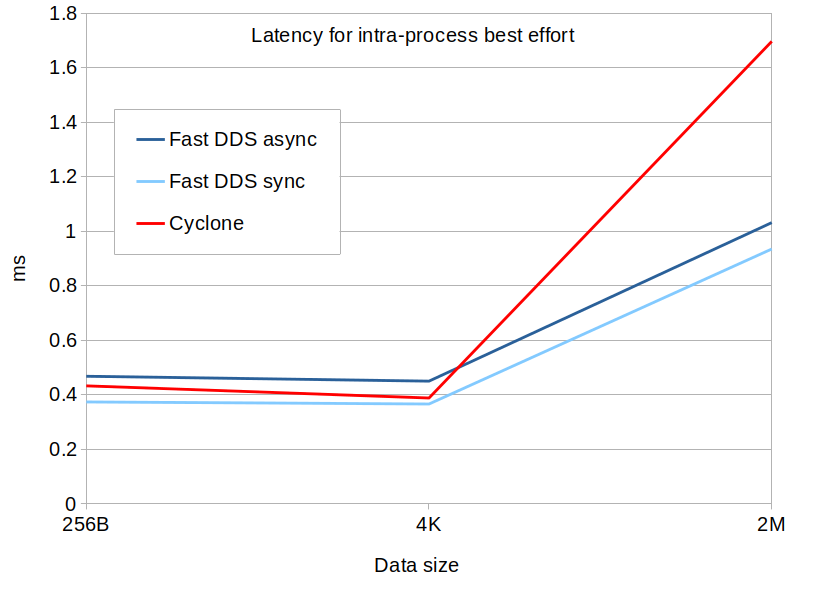 Latency for intra-process best effort
1.8
1.6
1.4
1.2
1
0.8
0.6
0.4
0.2
0
ms
Fast DDS async
Fast DDS sync
Cyclone
256B 4K 2M
Data size